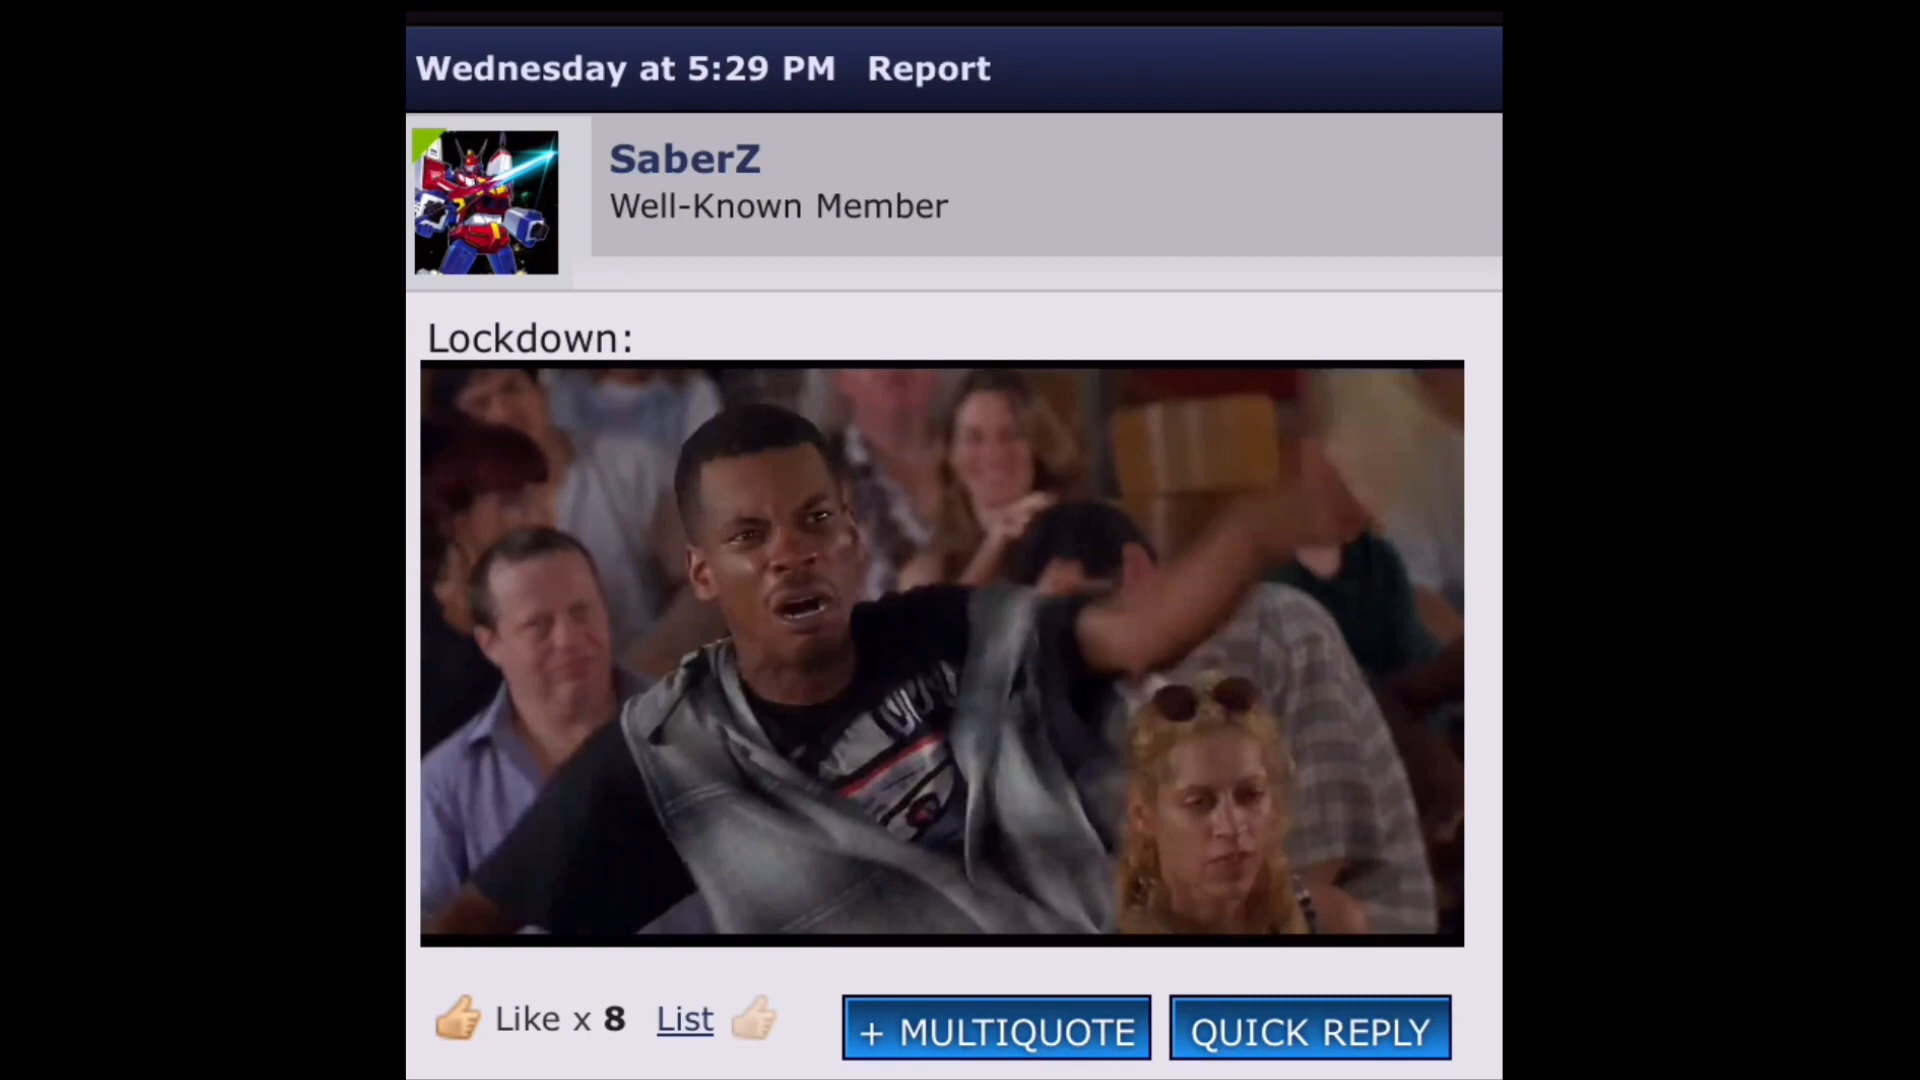 Wednesday at 5:29 PM Report
SaberZ
Well-Known Member
Lockdown:
Like x 8 List
+ MULTIQUOTE QUICK REPLY